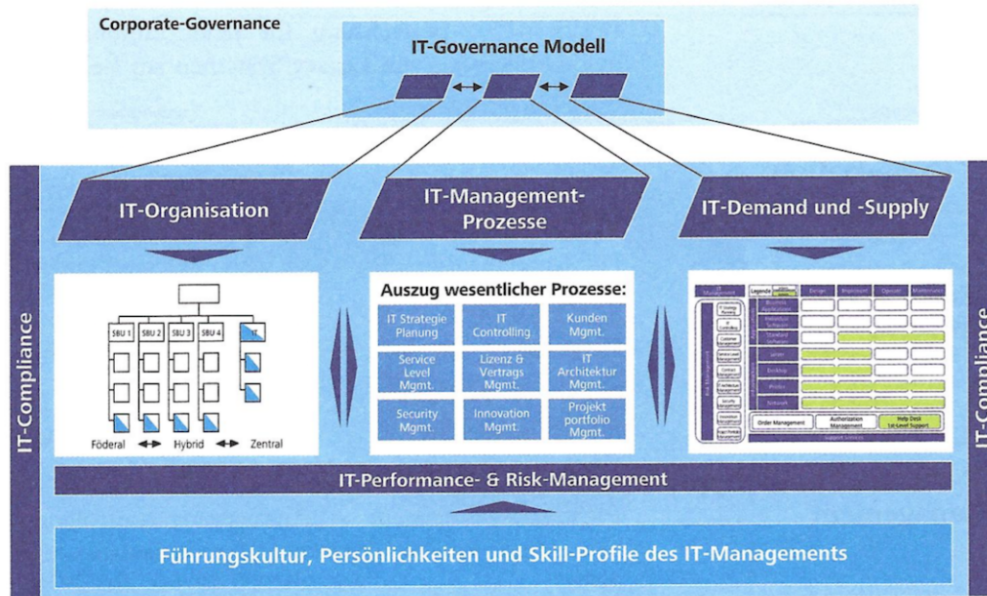 Corporate-Governance
IT-Governance Modell
IT-Organisation
IT-Management-
Prozesse
IT-Demand und -Supply
IT-Compliance
SBU 1
SBU 2
SBU 3
SBU 4
IT
Föderal
Hybrid
Zentral
Auszug wesentlicher Prozesse:
IT Strategie
Planung
IT
Controlling
Kunden
Mgmt.
Service
Level
Mgmt.
Lizenz &
Vertrags
Mgmt.
IT
Architektur
Mgmt.
Security
Mgmt.
Innovation
Mgmt.
Projekt
portfolio
Mgmt.
Management
Legende
Order Management
Authorization
Management
Help Desk
1st-Level Support
IT-Compliance
IT-Performance- & Risk-Management
Führungskultur, Persönlichkeiten und Skill-Profile des IT-Managements